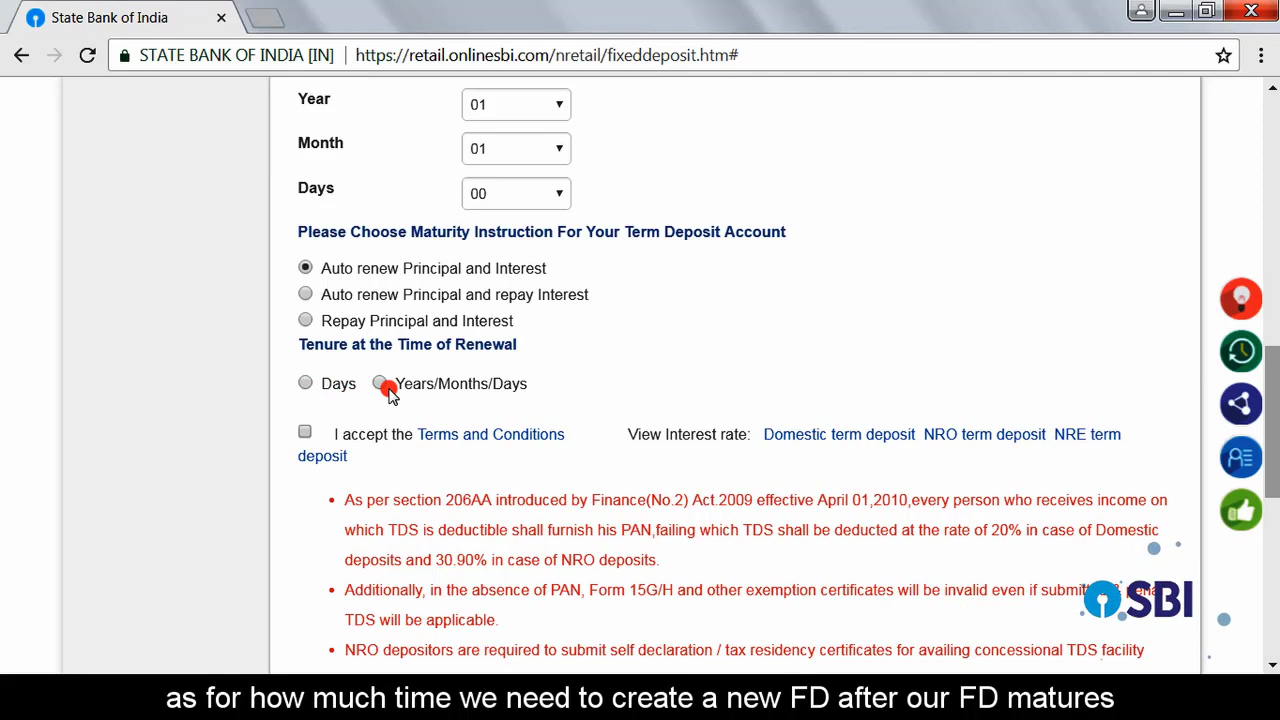 State Bank of India
STATE BANK OF INDIA [IN] https://retail.onlinesbi.com/nretail/fixeddeposit.htm#
Year 01
Month 01
Days 00
Please Choose Maturity Instruction For Your Term Deposit Account
Auto renew Principal and Interest
Auto renew Principal and repay Interest
Repay Principal and Interest
Tenure at the Time of Renewal
Days Years/Months/Days
I accept the Terms and Conditions View Interest rate: Domestic term deposit NRO term deposit NRE term
deposit
As per section 206AA introduced by Finance(No.2) Act.2009 effective April 01,2010,every person who receives income on
which TDS is deductible shall furnish his PAN,failing which TDS shall be deducted at the rate of 20% in case of Domestic
deposits and 30.90% in case of NRO deposits.
Additionally, in the absence of PAN, Form 15G/H and other exemption certificates will be invalid even if
TDS will be applicable.
SBI
NRO depositors are required to submit self declaration / tax residency certificates for availing concessional TDS facility
as for how much time we need to create a new FD after our FD matures